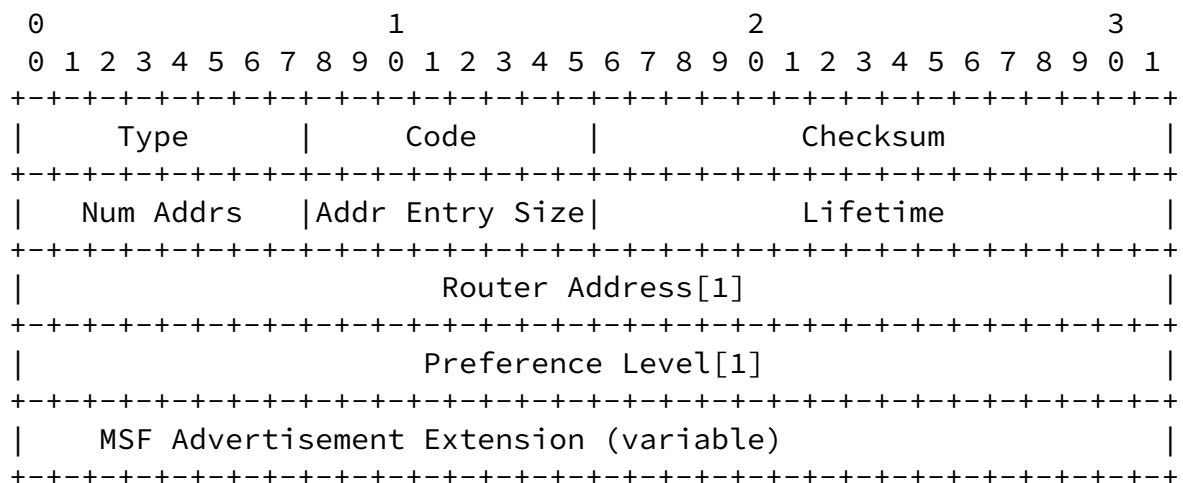 0                   1                   2                   3
 0 1 2 3 4 5 6 7 8 9 0 1 2 3 4 5 6 7 8 9 0 1 2 3 4 5 6 7 8 9 0 1
+-+-+-+-+-+-+-+-+-+-+-+-+-+-+-+-+-+-+-+-+-+-+-+-+-+-+-+-+-+-+-+-+
|     Type      |     Code      |           Checksum            |
+-+-+-+-+-+-+-+-+-+-+-+-+-+-+-+-+-+-+-+-+-+-+-+-+-+-+-+-+-+-+-+-+
|   Num Addrs   |Addr Entry Size|           Lifetime            |
+-+-+-+-+-+-+-+-+-+-+-+-+-+-+-+-+-+-+-+-+-+-+-+-+-+-+-+-+-+-+-+-+
|                       Router Address[1]                       |
+-+-+-+-+-+-+-+-+-+-+-+-+-+-+-+-+-+-+-+-+-+-+-+-+-+-+-+-+-+-+-+-+
|                      Preference Level[1]                      |
+-+-+-+-+-+-+-+-+-+-+-+-+-+-+-+-+-+-+-+-+-+-+-+-+-+-+-+-+-+-+-+-+
|    MSF Advertisement Extension (variable)                     |
+-+-+-+-+-+-+-+-+-+-+-+-+-+-+-+-+-+-+-+-+-+-+-+-+-+-+-+-+-+-+-+-+